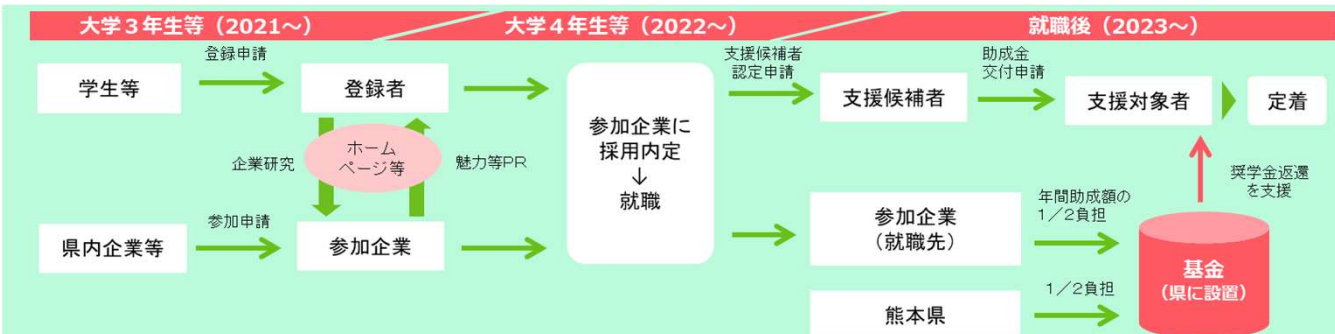 大学３年生等（2021～）
大学４年生等（2022～）
就職後（2023～）
学生等
登録申請
登録者
企業研究
ホーム
ページ等
魅力等PR
県内企業等
参加申請
参加企業
参加企業に
採用内定
↓
就職
支援候補者
認定申請
支援候補者
助成金
交付申請
支援対象者
定着
奨学金返還
を支援
参加企業
（就職先）
年間助成額の
１／２負担
熊本県
１／２負担
基金
（県に設置）